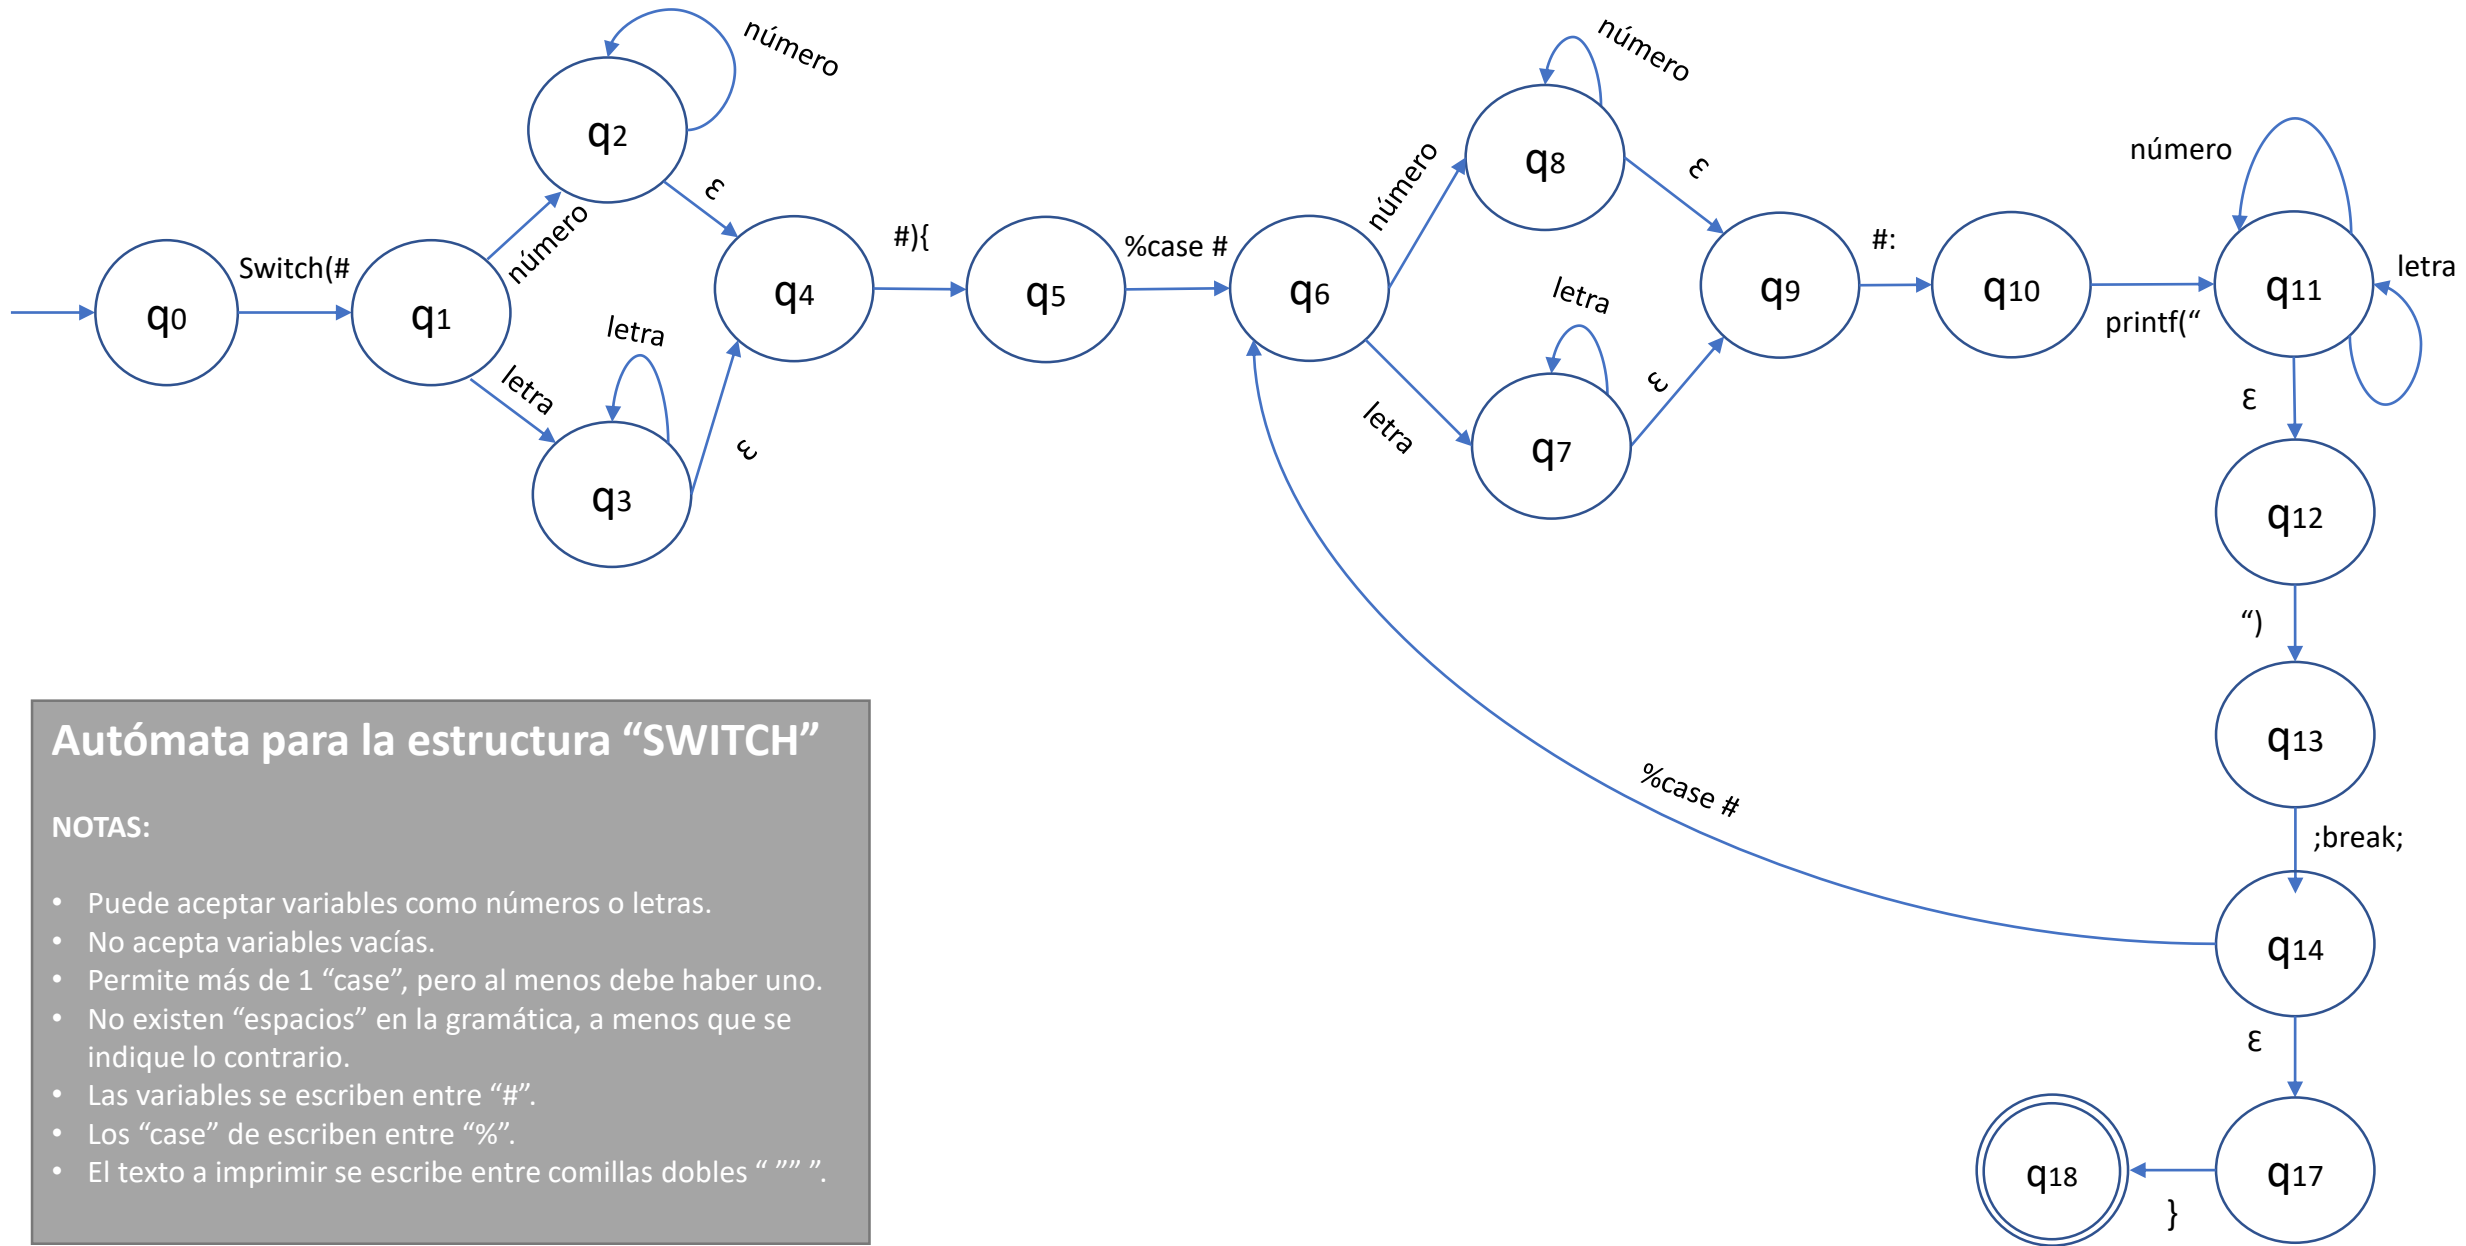 número
número
q2
q8
número
letra
ε
ε
número
número
#){
%case #
#:
Switch(#
q0
q1
q4
q5
q6
q9
q10
q11
letra
letra
printf(“
letra
letra
ε
ε
ε
q3
q7
q12
“)
q13
;break;
%case #
q14
ε
q18
q17
}
Autómata para la estructura “SWITCH”
NOTAS:
• Puede aceptar variables como números o letras.
• No acepta variables vacías.
• Permite más de 1 “case”, pero al menos debe haber uno.
• No existen “espacios” en la gramática, a menos que se
indique lo contrario.
• Las variables se escriben entre “#”.
• Los “case” de escriben entre “%”.
• El texto a imprimir se escribe entre comillas dobles “ ”” ”.